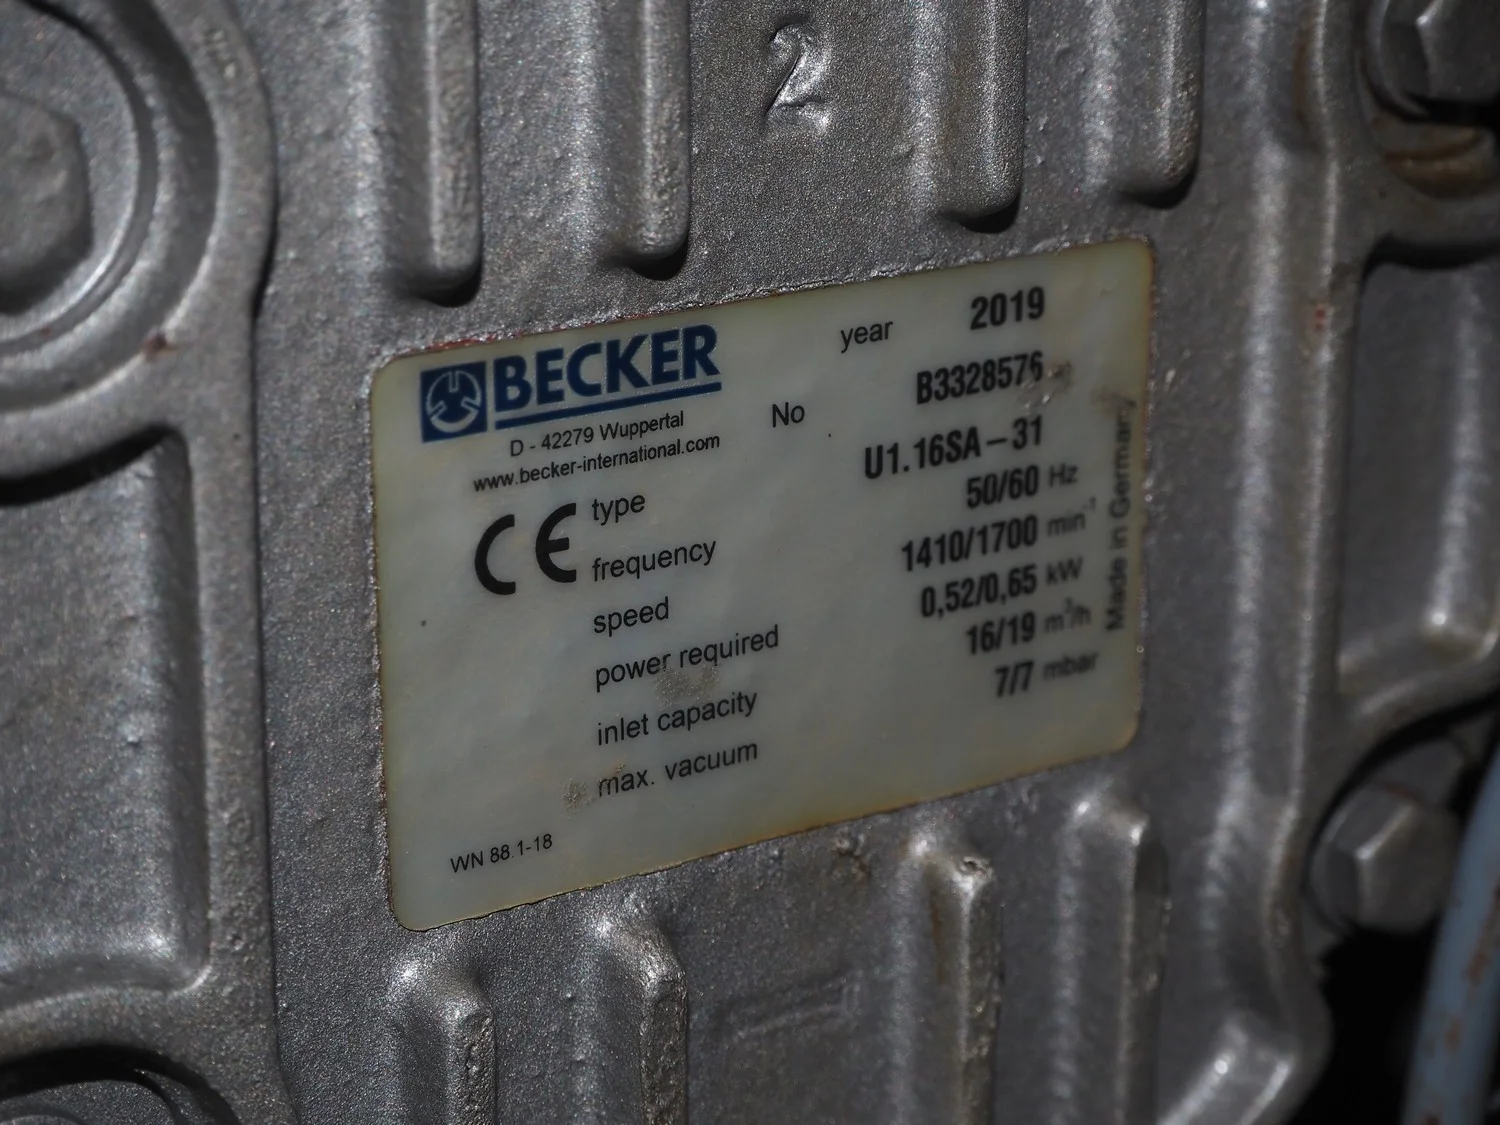 2
BECKER
D - 42279 Wuppertal
www.becker-international.com
year 2019
No B3328576
CE
type U1.16SA – 31
frequency 50/60 Hz
speed 1410/1700 min⁻¹
power required 0,52/0,65 kW
inlet capacity 16/19 m³/h
max. vacuum 7/7 mbar
WN 88.1-18
Made in Germany